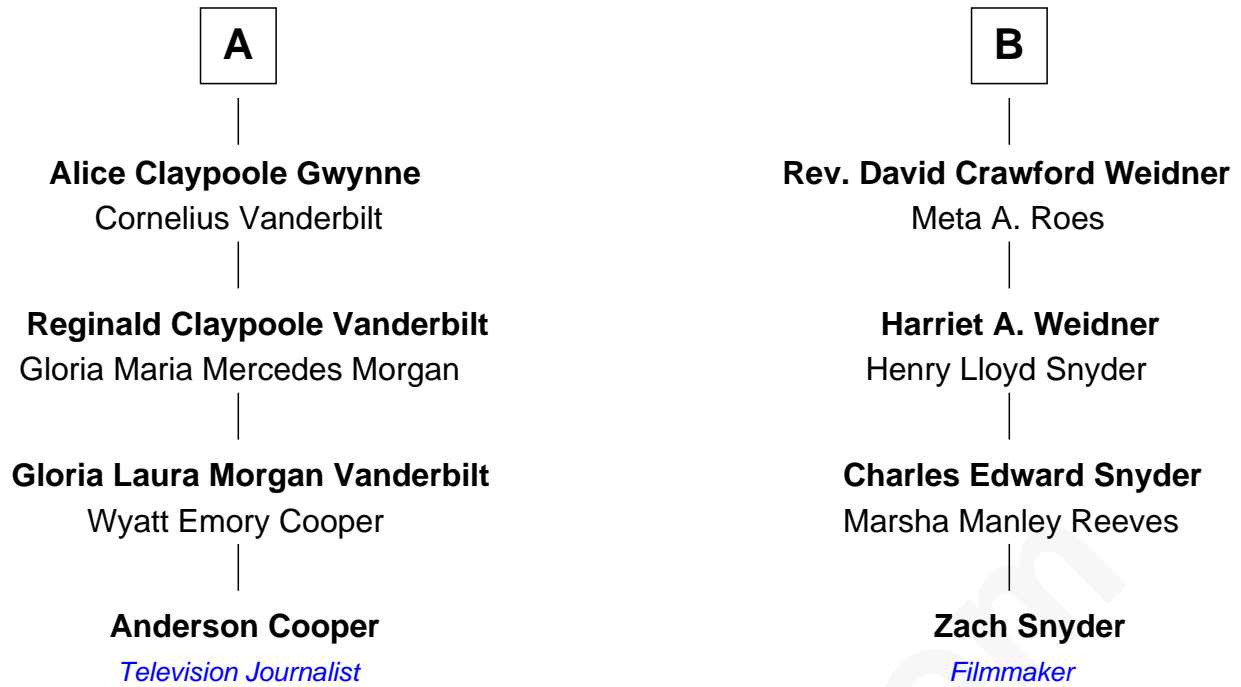 A
Alice Claypoole Gwynne
Cornelius Vanderbilt
Reginald Claypoole Vanderbilt
Gloria Maria Mercedes Morgan
Gloria Laura Morgan Vanderbilt
Wyatt Emory Cooper
Anderson Cooper
Television Journalist
B
Rev. David Crawford Weidner
Meta A. Roes
Harriet A. Weidner
Henry Lloyd Snyder
Charles Edward Snyder
Marsha Manley Reeves
Zach Snyder
Filmmaker